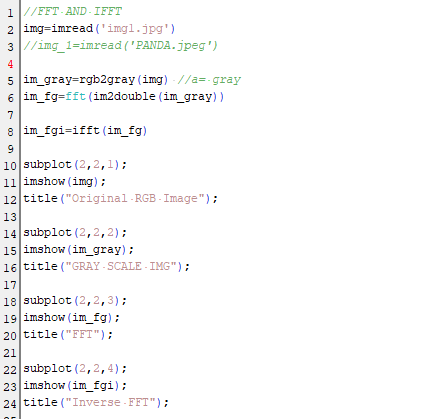 1 //FFT AND IFFT
2 img=imread('img1.jpg')
3 //img_1=imread('PANDA.jpeg')
4
5 im_gray=rgb2gray(img) //a= gray
6 im_fg=fft(im2double(im_gray))
7
8 im_fgi=ifft(im_fg)
9
10 subplot(2,2,1);
11 imshow(img);
12 title("Original RGB Image");
13
14 subplot(2,2,2);
15 imshow(im_gray);
16 title("GRAY SCALE IMG");
17
18 subplot(2,2,3);
19 imshow(im_fg);
20 title("FFT");
21
22 subplot(2,2,4);
23 imshow(im_fgi);
24 title("Inverse FFT");